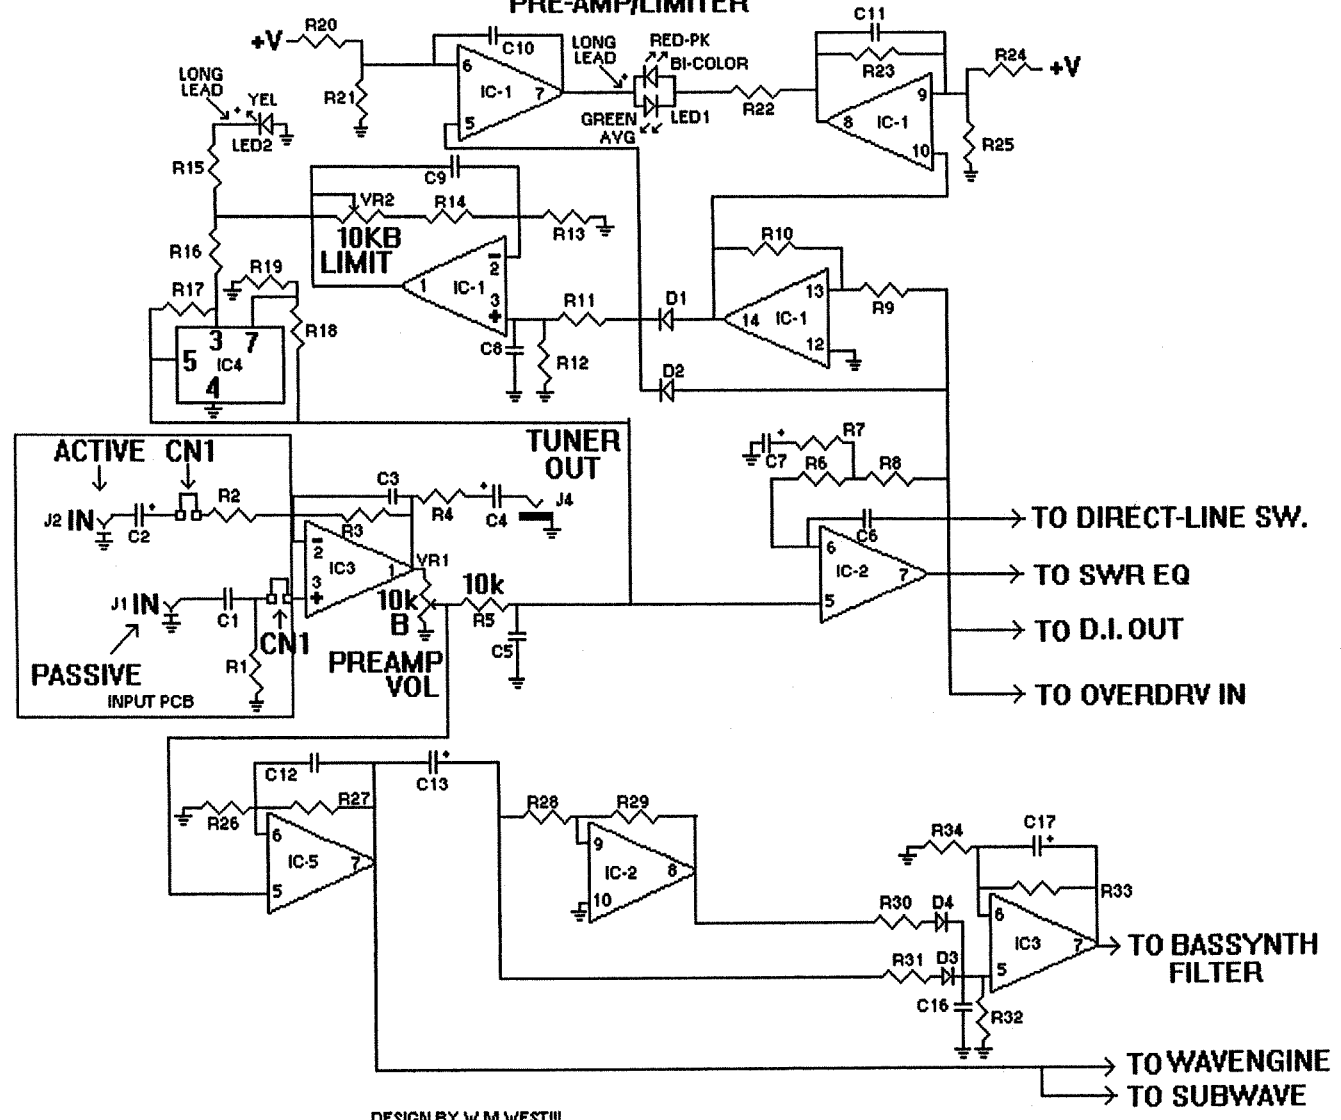 PRE-AMP/LIMITER
+V
R20
C10
LONG
LEAD
RED-PK
BI-COLOR
C11
R23
R24
+V
LONG
LEAD
+
YEL
LED2
R21
6
IC-1
7
5
+
GREEN
AVG
LED1
R22
9
8
IC-1
10
R25
R15
C9
VR2
R14
R13
10KB
LIMIT
R16
R10
R19
R17
1
IC-1
2
3
+
R11
D1
14
IC-1
13
12
R9
R18
3
7
5
IC4
4
C8
R12
D2
ACTIVE
CN1
TUNER
OUT
C7
+
R7
R6
R8
C3
R4
+
C4
J4
J2
IN
C2
+
R2
R3
2
IC3
1
3
+
VR1
10k
B
10k
R5
C6
6
IC-2
7
5
TO DIRECT-LINE SW.
TO SWR EQ
TO D.I. OUT
TO OVERDRV IN
J1
IN
C1
CN1
R1
PASSIVE
INPUT PCB
PREAMP
VOL
C5
C12
C13
+
R26
R27
6
IC-5
7
5
R28
R29
9
IC-2
8
10
R34
C17
+
R33
R30
D4
6
IC3
7
5
R31
D3
C16
R32
TO BASSYNTH
FILTER
TO WAVENGINE
TO SUBWAVE
DESIGN BY W.M.WESTIII